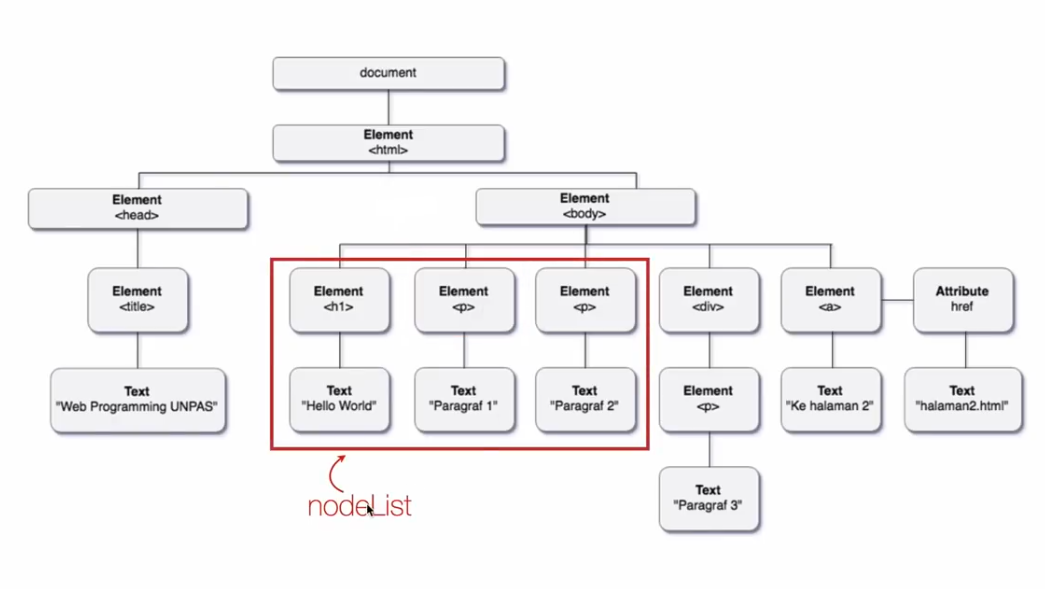 document
Element
<html>
Element
<head>
Element
<body>
Element
<title>
Element
<h1>
Element
<p>
Element
<p>
Element
<div>
Element
<a>
Attribute
href
Text
"Web Programming UNPAS"
Text
"Hello World"
Text
"Paragraf 1"
Text
"Paragraf 2"
Element
<p>
Text
"Ke halaman 2"
Text
"halaman2.html"
Text
"Paragraf 3"
nodeList